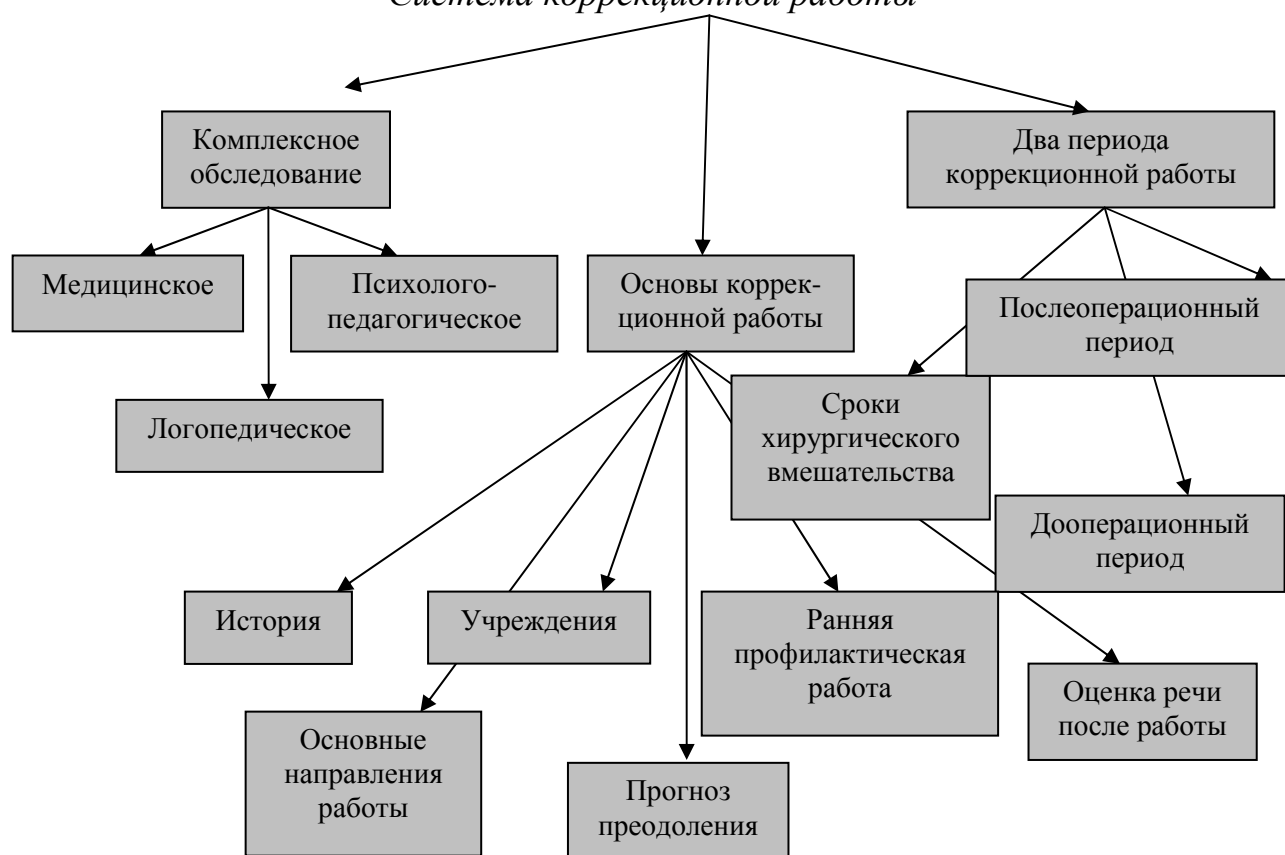 Система коррекционной работы
Комплексное
обследование
Два периода
коррекционной работы
Медицинское
Психолого-
педагогическое
Основы коррек-
ционной работы
Послеоперационный
период
Логопедическое
Сроки
хирургического
вмешательства
Дооперационный
период
История
Учреждения
Ранняя
профилактическая
работа
Оценка речи
после работы
Основные
направления
работы
Прогноз
преодоления